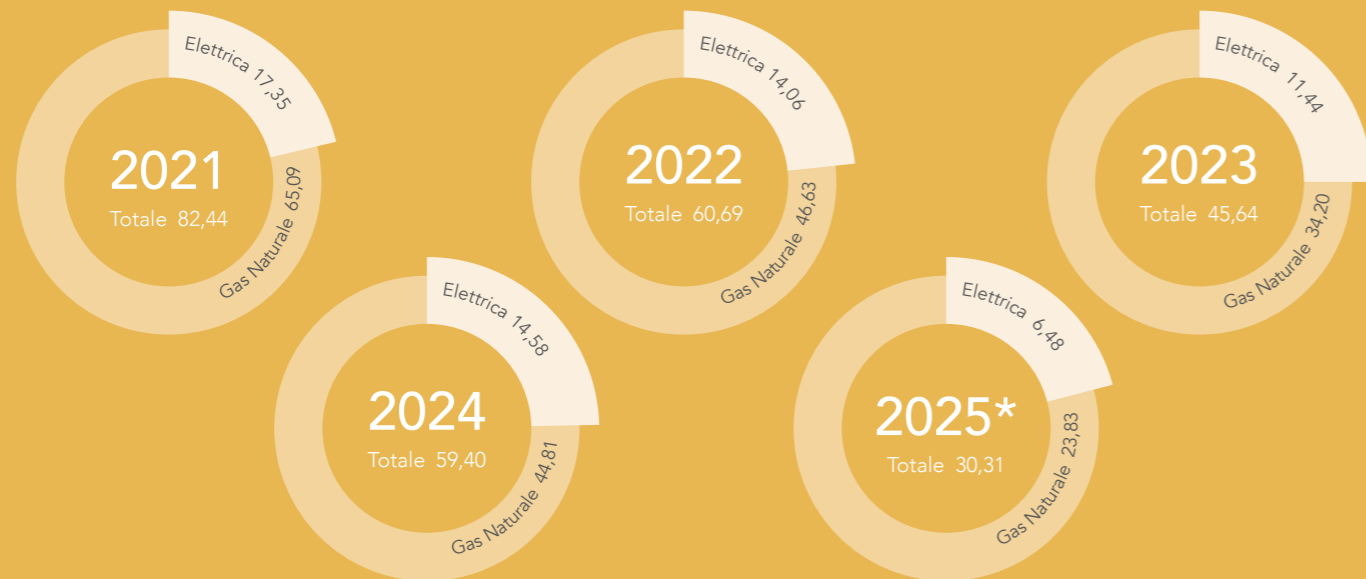 Elettrica 17,35
2021
Totale 82,44
Gas Naturale 65,09
Elettrica 14,06
2022
Totale 60,69
Gas Naturale 46,63
Elettrica 11,44
2023
Totale 45,64
Gas Naturale 34,20
Elettrica 14,58
2024
Totale 59,40
Gas Naturale 44,81
Elettrica 6,48
2025*
Totale 30,31
Gas Naturale 23,83